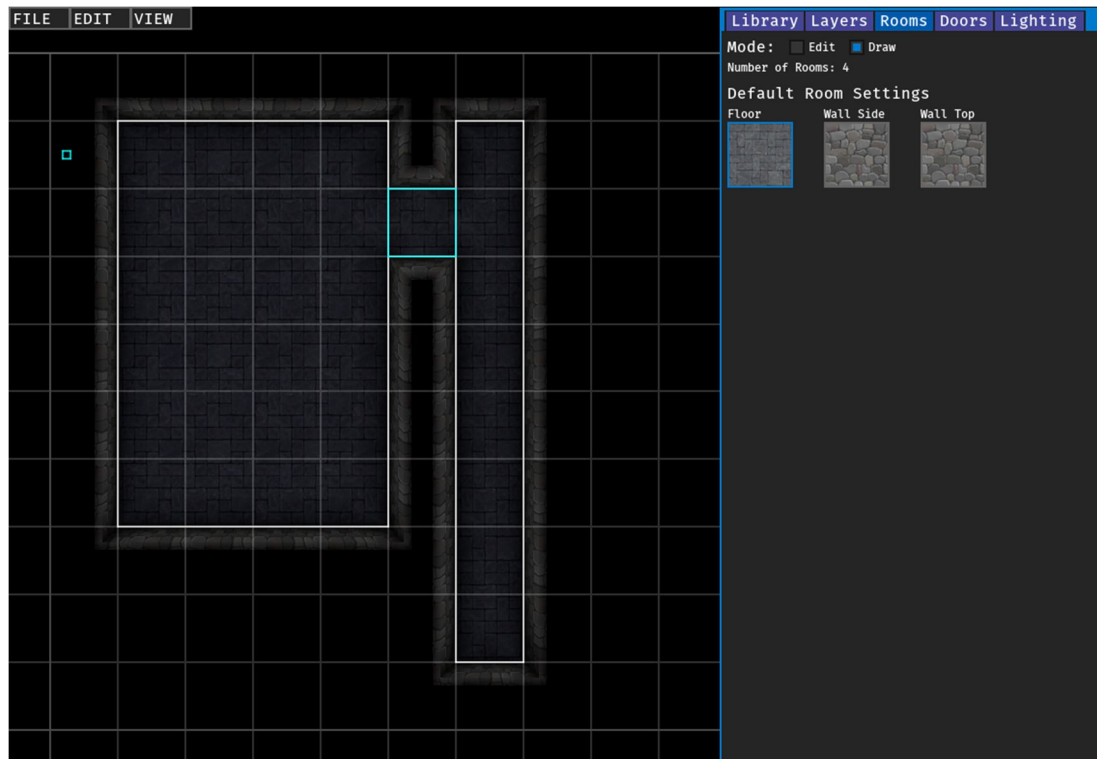 FILE EDIT VIEW
Library Layers Rooms Doors Lighting
Mode: Edit Draw
Number of Rooms: 4
Default Room Settings
Floor Wall Side Wall Top